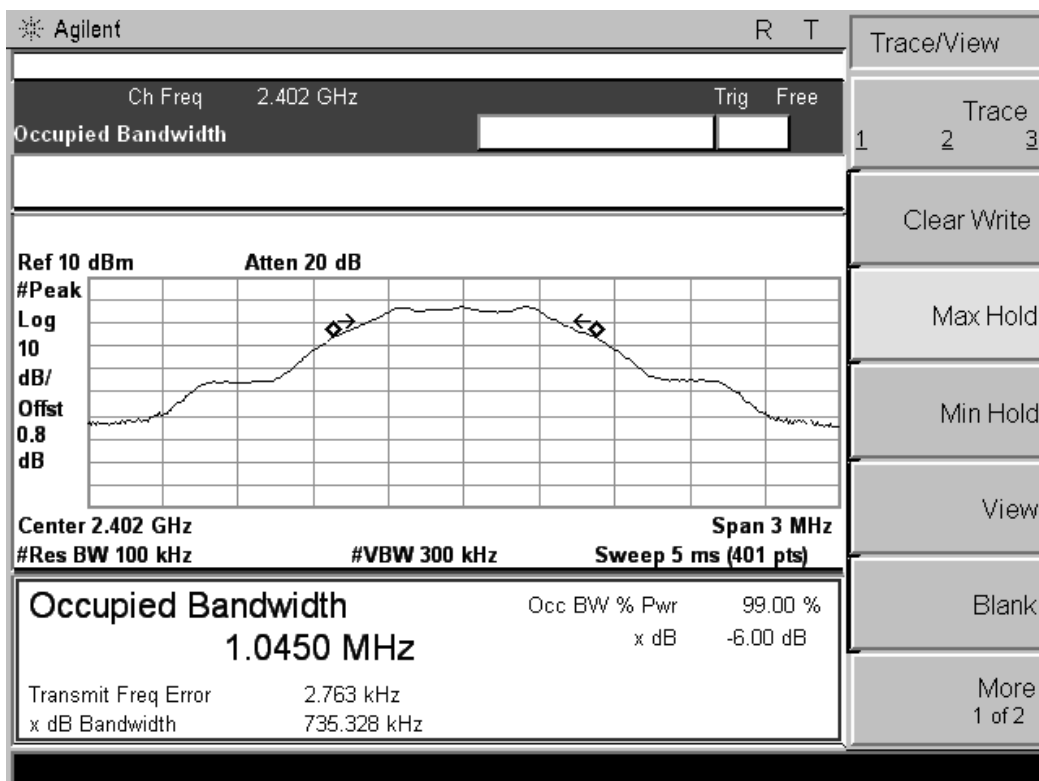 Agilent R T
Trace/View
Ch Freq 2.402 GHz Trig Free
Occupied Bandwidth
Trace
1 2 3
Clear Write
Max Hold
Min Hold
View
Blank
More
1 of 2
Ref 10 dBm Atten 20 dB
#Peak
Log
10
dB/
Offst
0.8
dB
Center 2.402 GHz Span 3 MHz
#Res BW 100 kHz #VBW 300 kHz Sweep 5 ms (401 pts)
Occupied Bandwidth Occ BW % Pwr 99.00 %
1.0450 MHz x dB -6.00 dB
Transmit Freq Error 2.763 kHz
x dB Bandwidth 735.328 kHz